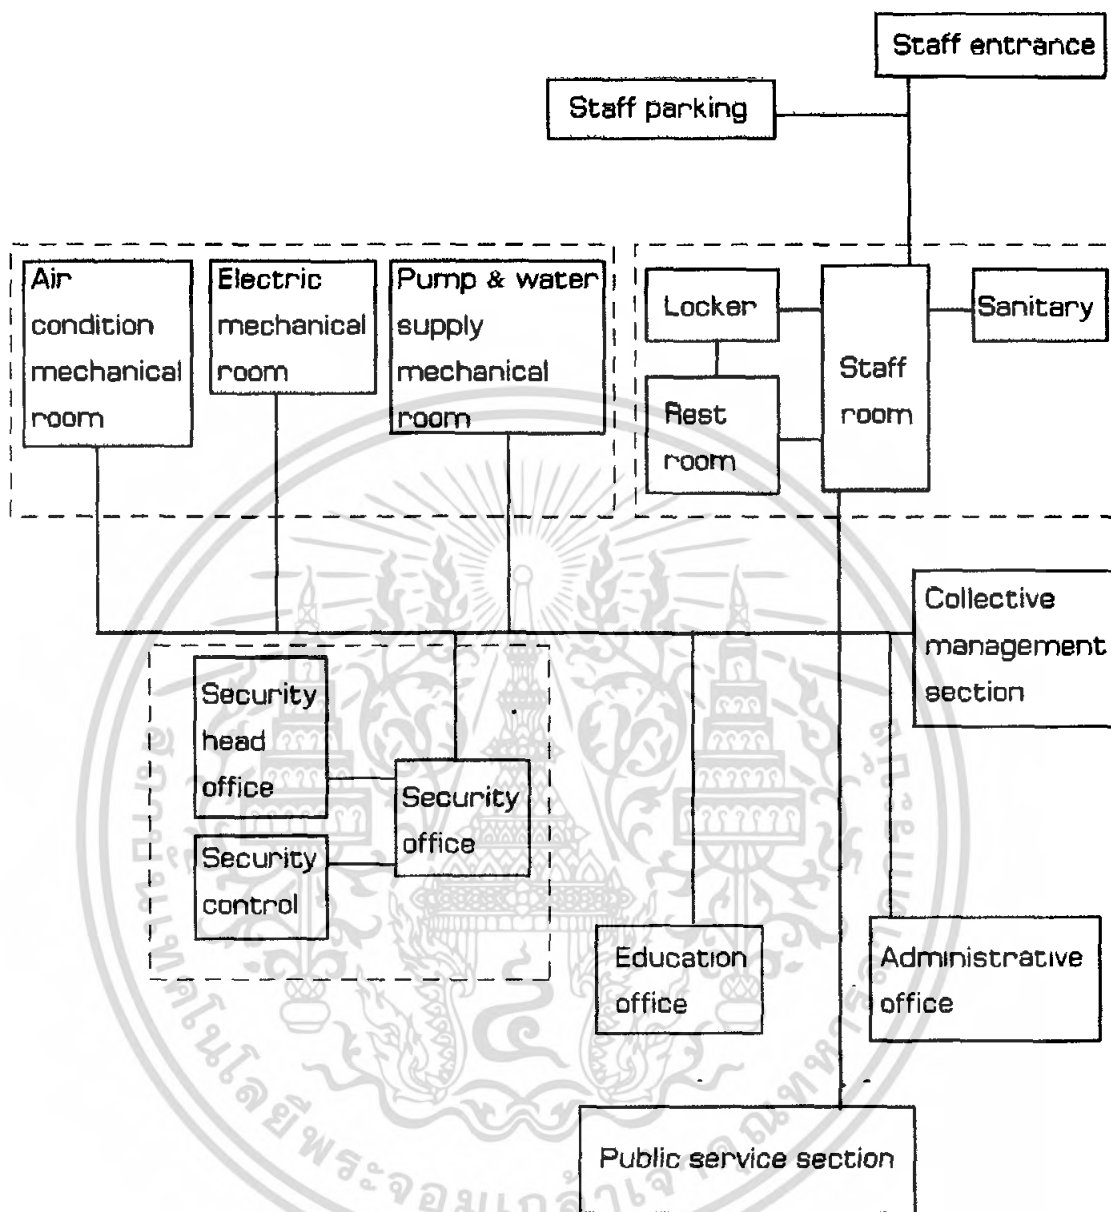 Staff entrance
Staff parking
Air
condition
mechanical
room
Electric
mechanical
room
Pump & water
supply
mechanical
room
Locker
Rest
room
Staff
room
Sanitary
Collective
management
section
Security
head
office
Security
control
Security
office
Education
office
Administrative
office
Public service section